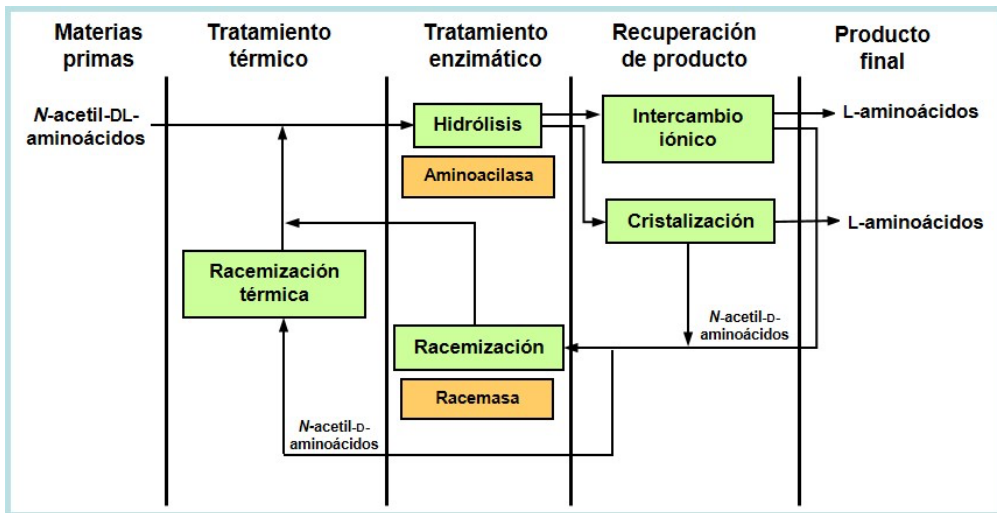 Materias
primas
Tratamiento
térmico
Tratamiento
enzimático
Recuperación
de producto
Producto
final
N-acetil-DL-
aminoácidos
Hidrólisis
Aminoacilasa
Intercambio
iónico
L-aminoácidos
Cristalización
L-aminoácidos
Racemización
térmica
N-acetil-D-
aminoácidos
Racemización
Racemasa
N-acetil-D-
aminoácidos